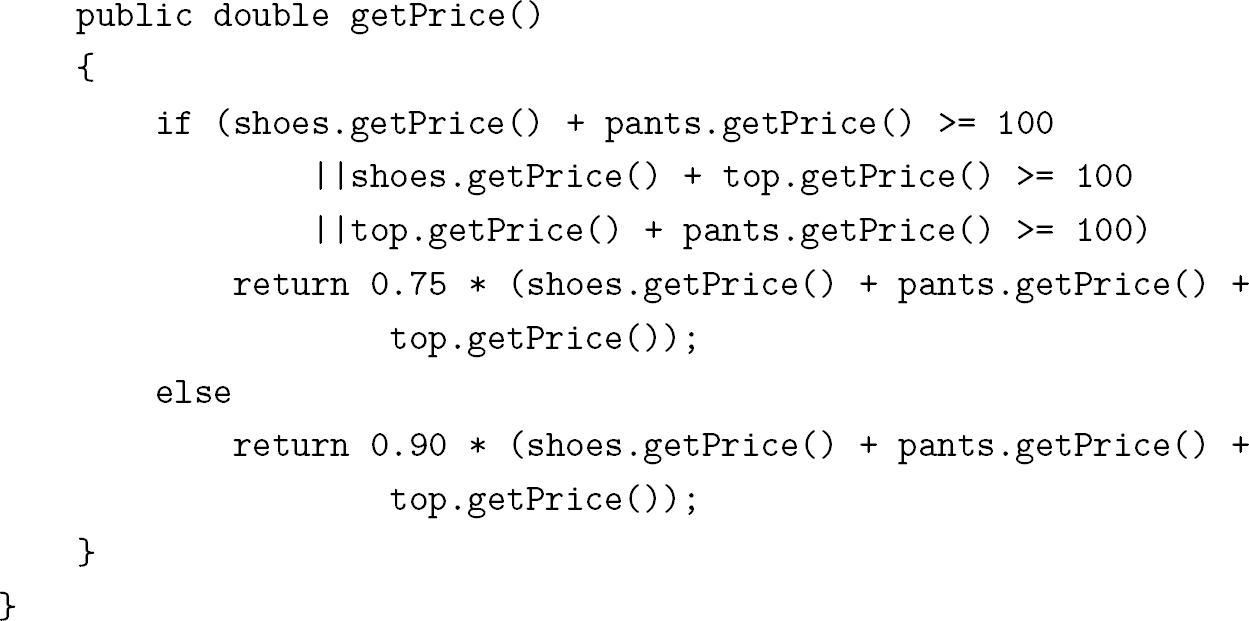 public double getPrice()
{
if (shoes.getPrice() + pants.getPrice() >= 100
||shoes.getPrice() + top.getPrice() >= 100
||top.getPrice() + pants.getPrice() >= 100)
return 0.75 * (shoes.getPrice() + pants.getPrice() +
top.getPrice());
else
return 0.90 * (shoes.getPrice() + pants.getPrice() +
top.getPrice());
}
}